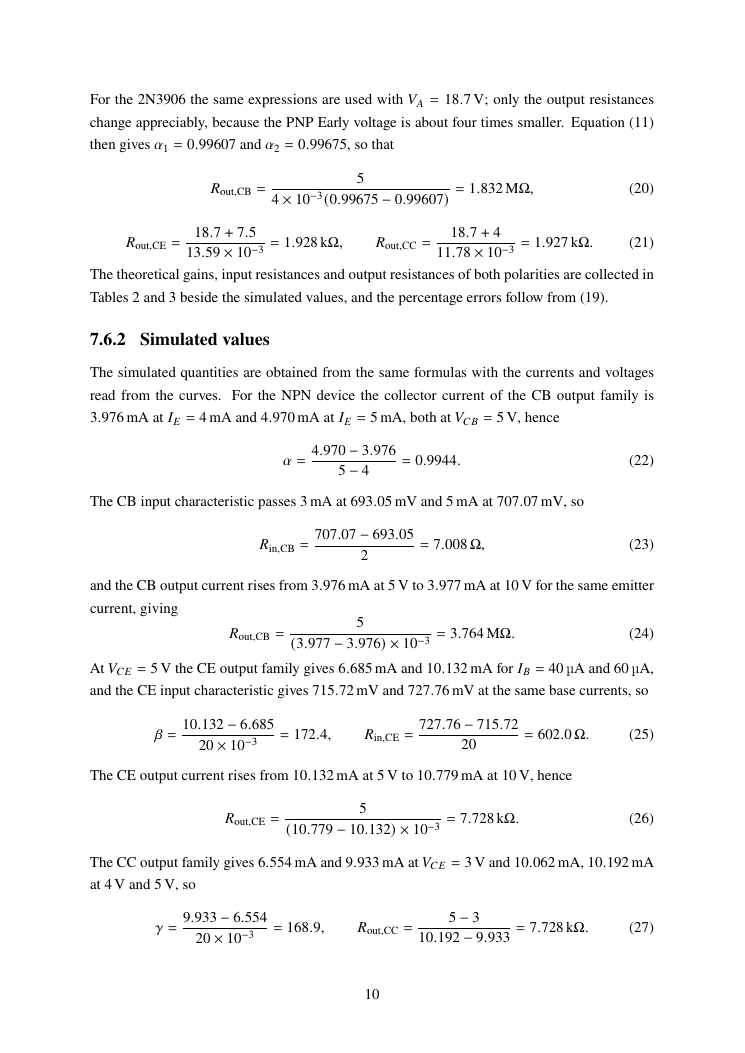 For the 2N3906 the same expressions are used with V_A = 18.7 V; only the output resistances
change appreciably, because the PNP Early voltage is about four times smaller. Equation (11)
then gives α₁ = 0.99607 and α₂ = 0.99675, so that
R_out,CB = 5 / (4 × 10⁻³(0.99675 − 0.99607)) = 1.832 MΩ, (20)
R_out,CE = (18.7 + 7.5) / (13.59 × 10⁻³) = 1.928 kΩ, R_out,CC = (18.7 + 4) / (11.78 × 10⁻³) = 1.927 kΩ. (21)
The theoretical gains, input resistances and output resistances of both polarities are collected in
Tables 2 and 3 beside the simulated values, and the percentage errors follow from (19).
7.6.2 Simulated values
The simulated quantities are obtained from the same formulas with the currents and voltages
read from the curves. For the NPN device the collector current of the CB output family is
3.976 mA at I_E = 4 mA and 4.970 mA at I_E = 5 mA, both at V_CB = 5 V, hence
α = (4.970 − 3.976) / (5 − 4) = 0.9944. (22)
The CB input characteristic passes 3 mA at 693.05 mV and 5 mA at 707.07 mV, so
R_in,CB = (707.07 − 693.05) / 2 = 7.008 Ω, (23)
and the CB output current rises from 3.976 mA at 5 V to 3.977 mA at 10 V for the same emitter
current, giving
R_out,CB = 5 / ((3.977 − 3.976) × 10⁻³) = 3.764 MΩ. (24)
At V_CE = 5 V the CE output family gives 6.685 mA and 10.132 mA for I_B = 40 µA and 60 µA,
and the CE input characteristic gives 715.72 mV and 727.76 mV at the same base currents, so
β = (10.132 − 6.685) / (20 × 10⁻³) = 172.4, R_in,CE = (727.76 − 715.72) / 20 = 602.0 Ω. (25)
The CE output current rises from 10.132 mA at 5 V to 10.779 mA at 10 V, hence
R_out,CE = 5 / ((10.779 − 10.132) × 10⁻³) = 7.728 kΩ. (26)
The CC output family gives 6.554 mA and 9.933 mA at V_CE = 3 V and 10.062 mA, 10.192 mA
at 4 V and 5 V, so
γ = (9.933 − 6.554) / (20 × 10⁻³) = 168.9, R_out,CC = (5 − 3) / (10.192 − 9.933) = 7.728 kΩ. (27)
10